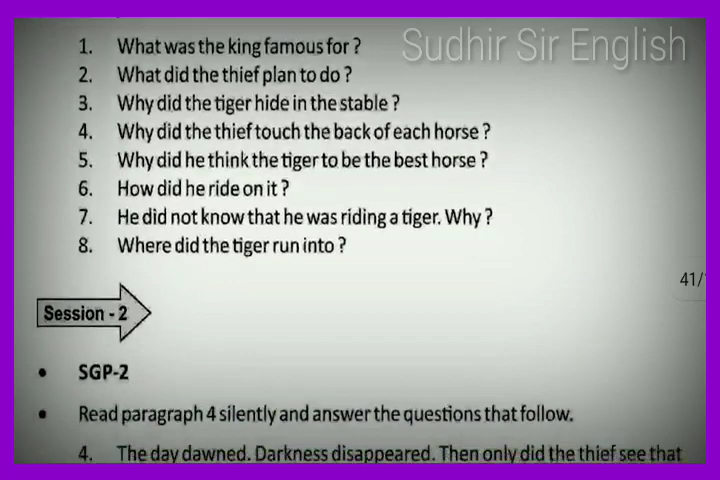 Sudhir Sir English
1. What was the king famous for ?
2. What did the thief plan to do ?
3. Why did the tiger hide in the stable ?
4. Why did the thief touch the back of each horse ?
5. Why did he think the tiger to be the best horse ?
6. How did he ride on it ?
7. He did not know that he was riding a tiger. Why ?
8. Where did the tiger run into ?
41/
Session - 2
• SGP-2
• Read paragraph 4 silently and answer the questions that follow.
4. The day dawned. Darkness disappeared. Then only did the thief see that